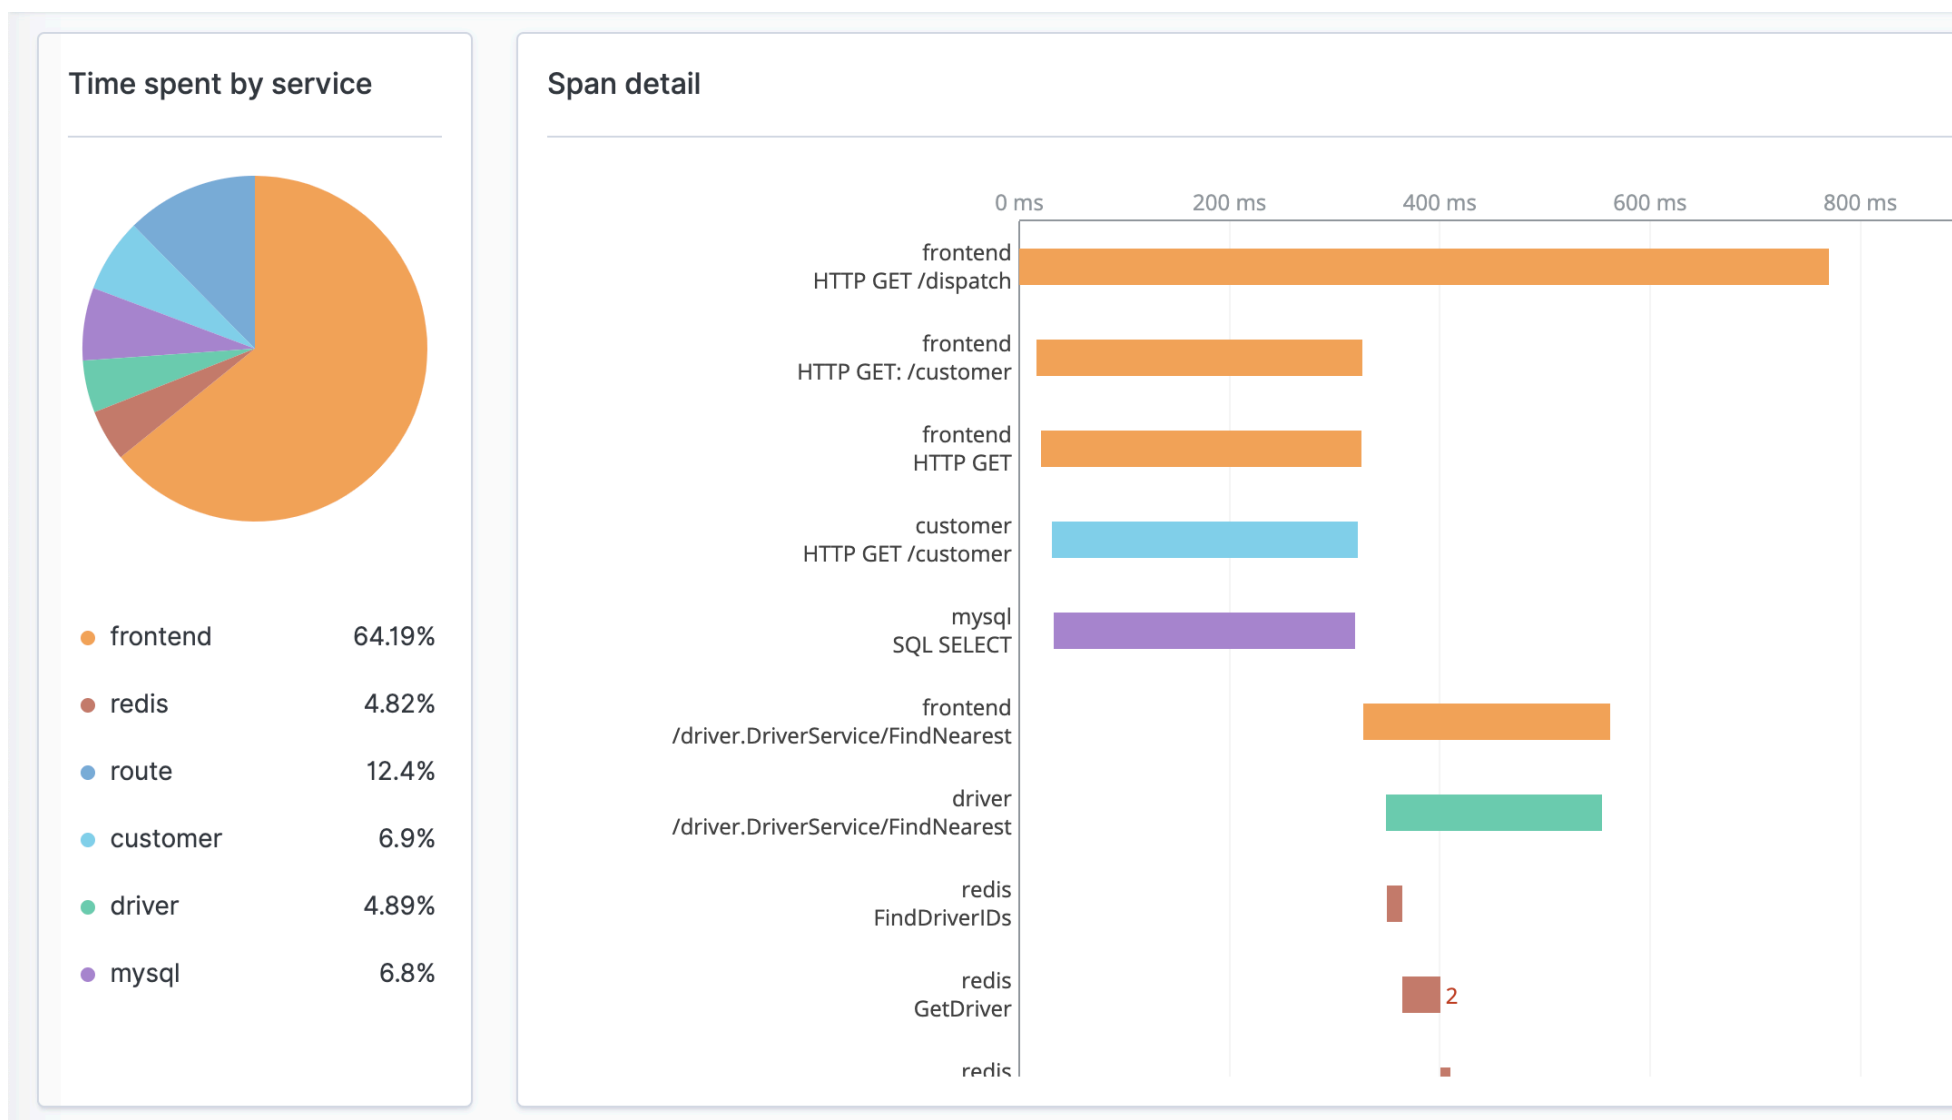 Time spent by service
frontend 64.19%
redis 4.82%
route 12.4%
customer 6.9%
driver 4.89%
mysql 6.8%
Span detail
0 ms 200 ms 400 ms 600 ms 800 ms
frontend
HTTP GET /dispatch
frontend
HTTP GET: /customer
frontend
HTTP GET
customer
HTTP GET /customer
mysql
SQL SELECT
frontend
/driver.DriverService/FindNearest
driver
/driver.DriverService/FindNearest
redis
FindDriverIDs
redis
GetDriver 2
redis